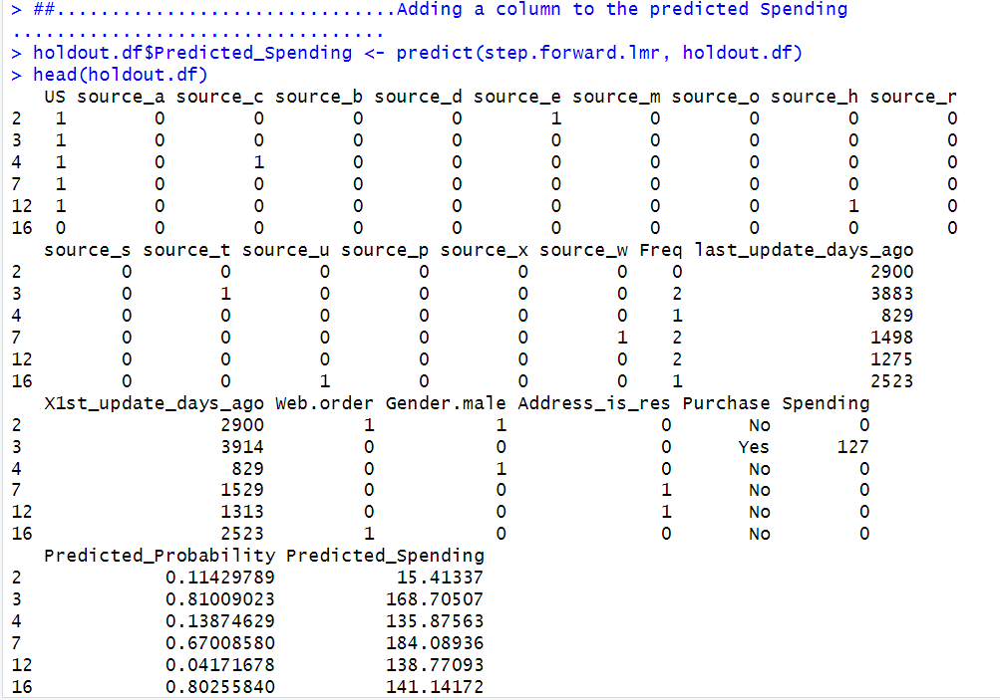 > ##...............................Adding a column to the predicted Spending
..................................
> holdout.df$Predicted_Spending <- predict(step.forward.lmr, holdout.df)
> head(holdout.df)
   US source_a source_c source_b source_d source_e source_m source_o source_h source_r
2   1        0        0        0        0        1        0        0        0        0
3   1        0        0        0        0        0        0        0        0        0
4   1        0        1        0        0        0        0        0        0        0
7   1        0        0        0        0        0        0        0        0        0
12  1        0        0        0        0        0        0        0        1        0
16  0        0        0        0        0        0        0        0        0        0
   source_s source_t source_u source_p source_x source_w Freq last_update_days_ago
2         0        0        0        0        0        0    0                 2900
3         0        1        0        0        0        0    2                 3883
4         0        0        0        0        0        0    1                  829
7         0        0        0        0        0        1    2                 1498
12        0        0        0        0        0        0    2                 1275
16        0        0        1        0        0        0    1                 2523
   X1st_update_days_ago Web.order Gender.male Address_is_res Purchase Spending
2                  2900         1           1              0       No        0
3                  3914         0           0              0      Yes      127
4                   829         0           1              0       No        0
7                  1529         0           0              1       No        0
12                 1313         0           0              1       No        0
16                 2523         1           0              0       No        0
   Predicted_Probability Predicted_Spending
2             0.11429789           15.41337
3             0.81009023          168.70507
4             0.13874629          135.87563
7             0.67008580          184.08936
12            0.04171678          138.77093
16            0.80255840          141.14172